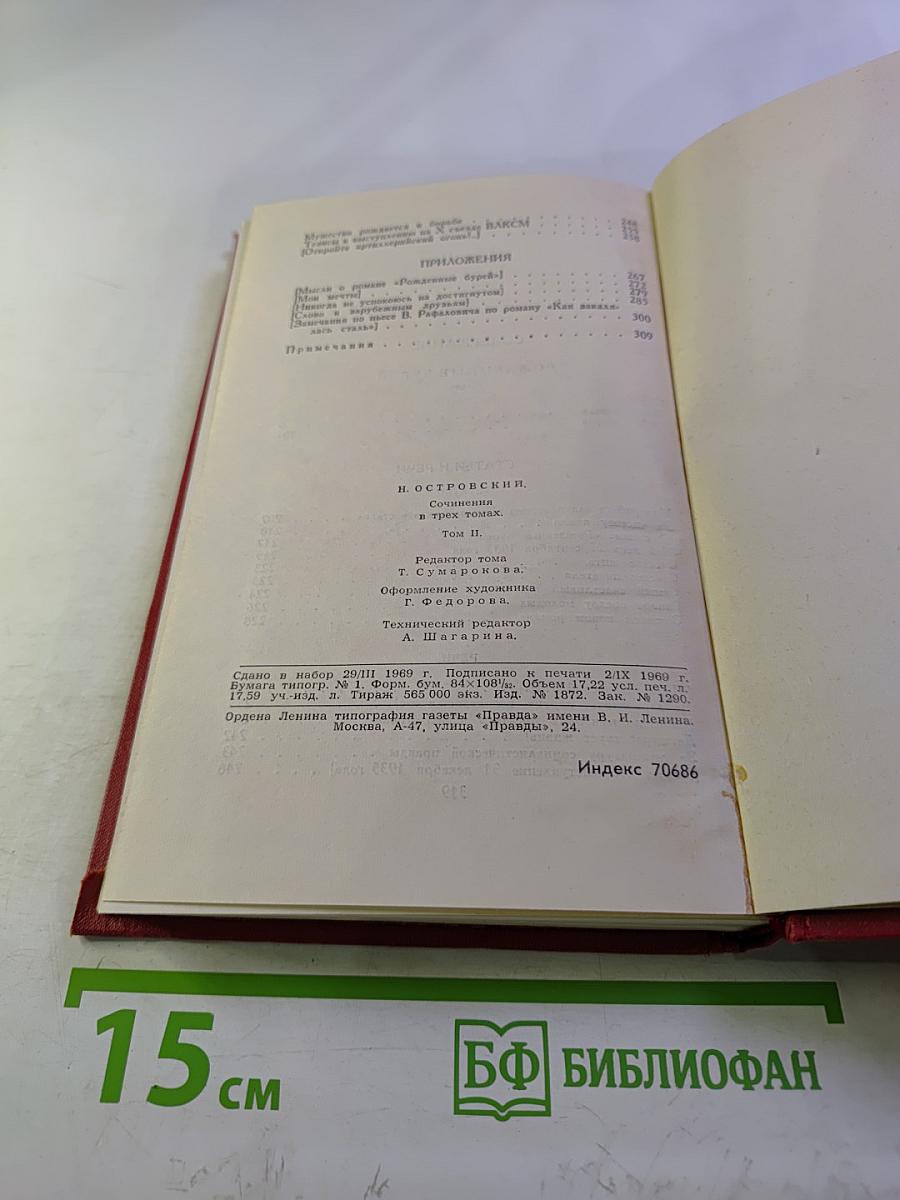 Мужество рождается в борьбе . . . . . . . 248
Тезисы к выступлению на X съезде ВЛКСМ
[Откройте артиллерийский огонь!..] . . . . . . 258
ПРИЛОЖЕНИЯ
[Мысли о романе «Рожденные бурей»] . . . . . . 267
[Мои мечты] . . . . . . . . . . . 272
[Никогда не успокоюсь на достигнутом] . . . . . 279
[Слово к зарубежным друзьям] . . . . . . . 285
[Замечания по пьесе В. Рафаловича по роману «Как закаля-
лась сталь»] . . . . . . . . . . . 300
Примечания . . . . . . . . . . . . 309
Н. ОСТРОВСКИЙ.
Сочинения
в трех томах.
Том II.
Редактор тома
Т. Сумарокова.
Оформление художника
Г. Федорова.
Технический редактор
А. Шагарина.
Сдано в набор 29/III 1969 г. Подписано к печати 2/IX 1969 г.
Бумага типогр. № 1. Форм. бум. 84×108¹/₃₂. Объем 17,22 усл. печ. л.
17,59 уч.-изд. л. Тираж 565 000 экз. Изд. № 1872. Зак. № 1290.
Ордена Ленина типография газеты «Правда» имени В. И. Ленина.
Москва, А-47, улица «Правды», 24.
Индекс 70686
15 см
БФ БИБЛИОФАН